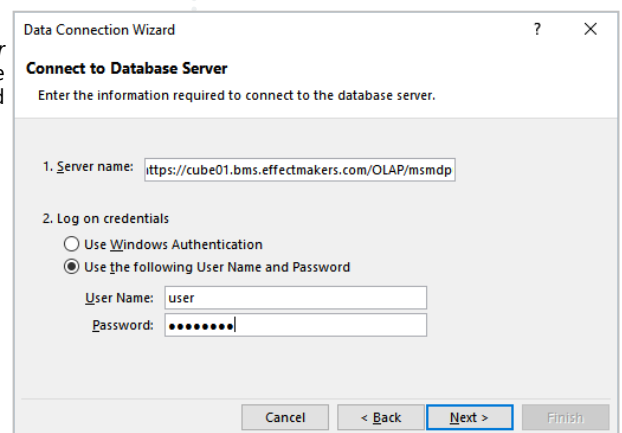 Data Connection Wizard ? ×
Connect to Database Server
Enter the information required to connect to the database server.
1. Server name: ttps://cube01.bms.effectmakers.com/OLAP/msmdp
2. Log on credentials
Use Windows Authentication
Use the following User Name and Password
User Name: user
Password: ••••••••
Cancel < Back Next > Finish